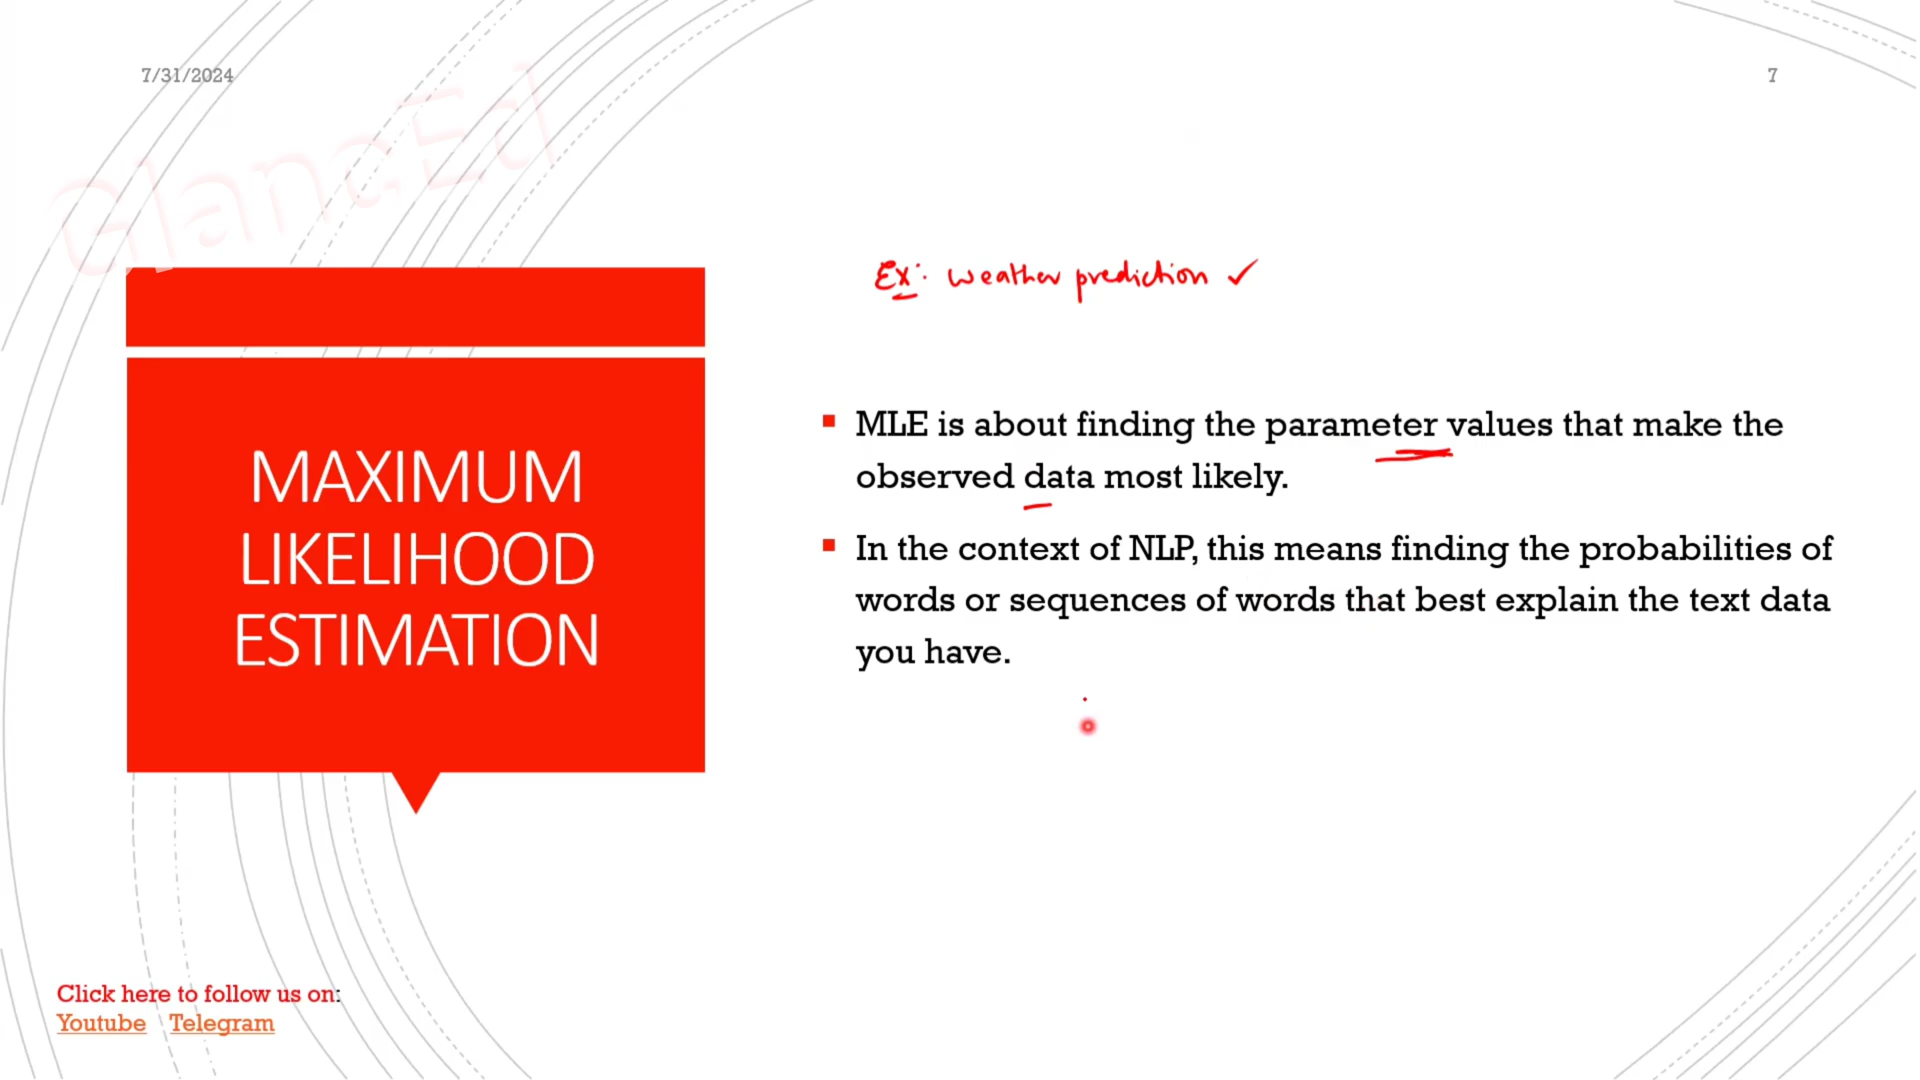 7/31/2024
7
GlancEd
Ex: weather prediction ✓
MAXIMUM
LIKELIHOOD
ESTIMATION
▪ MLE is about finding the parameter values that make the
observed data most likely.
▪ In the context of NLP, this means finding the probabilities of
words or sequences of words that best explain the text data
you have.
Click here to follow us on:
Youtube Telegram